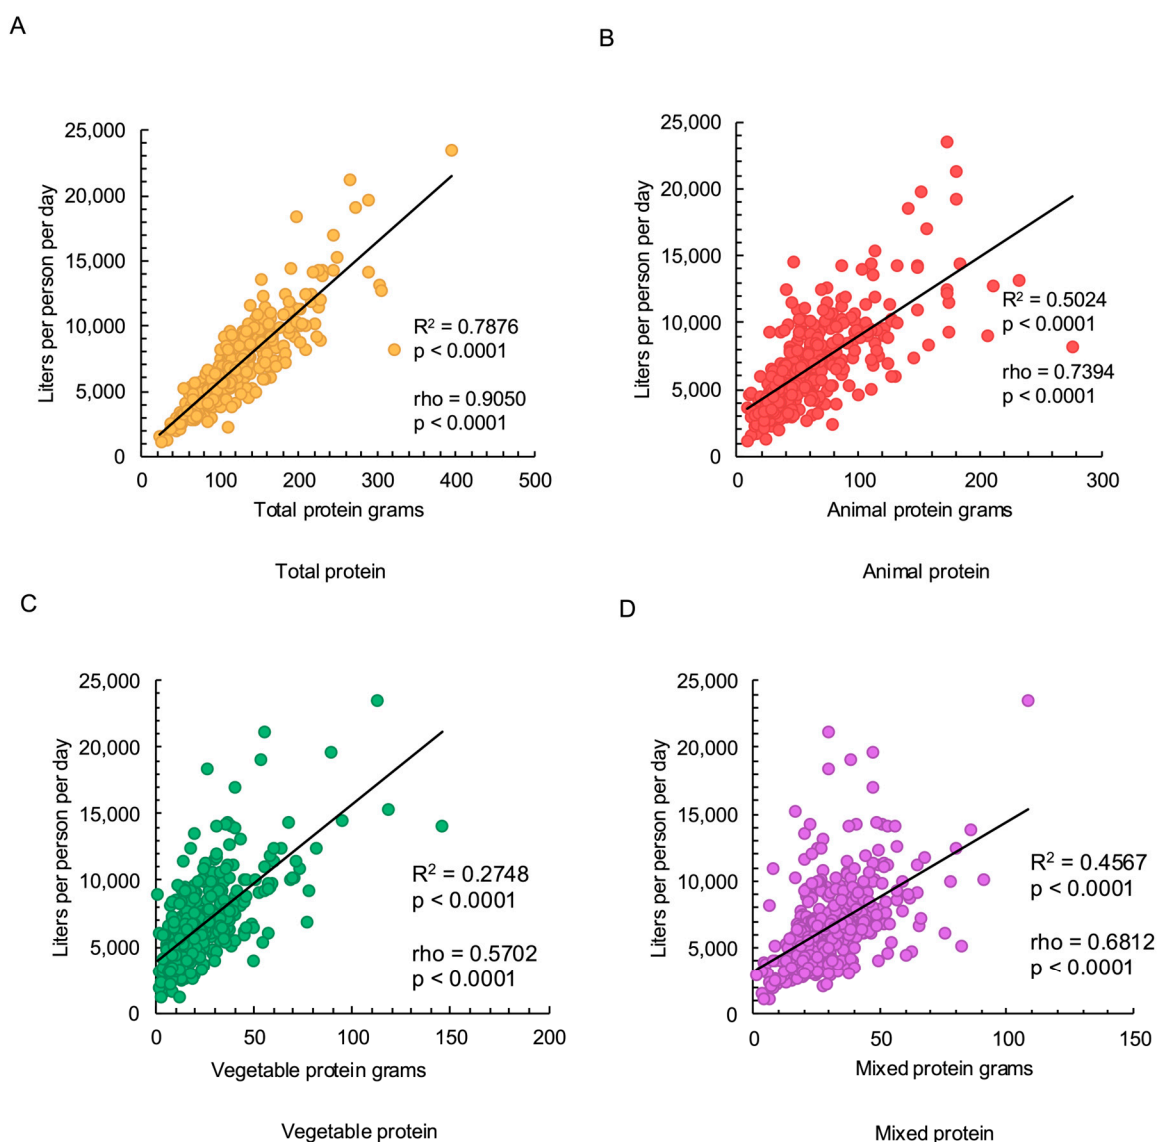 A
Liters per person per day
25,000
20,000
15,000
10,000
5,000
0
R² = 0.7876
p < 0.0001
rho = 0.9050
p < 0.0001
0 100 200 300 400 500
Total protein grams
Total protein
B
Liters per person per day
25,000
20,000
15,000
10,000
5,000
0
R² = 0.5024
p < 0.0001
rho = 0.7394
p < 0.0001
0 100 200 300
Animal protein grams
Animal protein
C
Liters per person per day
25,000
20,000
15,000
10,000
5,000
0
R² = 0.2748
p < 0.0001
rho = 0.5702
p < 0.0001
0 50 100 150 200
Vegetable protein grams
Vegetable protein
D
Liters per person per day
25,000
20,000
15,000
10,000
5,000
0
R² = 0.4567
p < 0.0001
rho = 0.6812
p < 0.0001
0 50 100 150
Mixed protein grams
Mixed protein